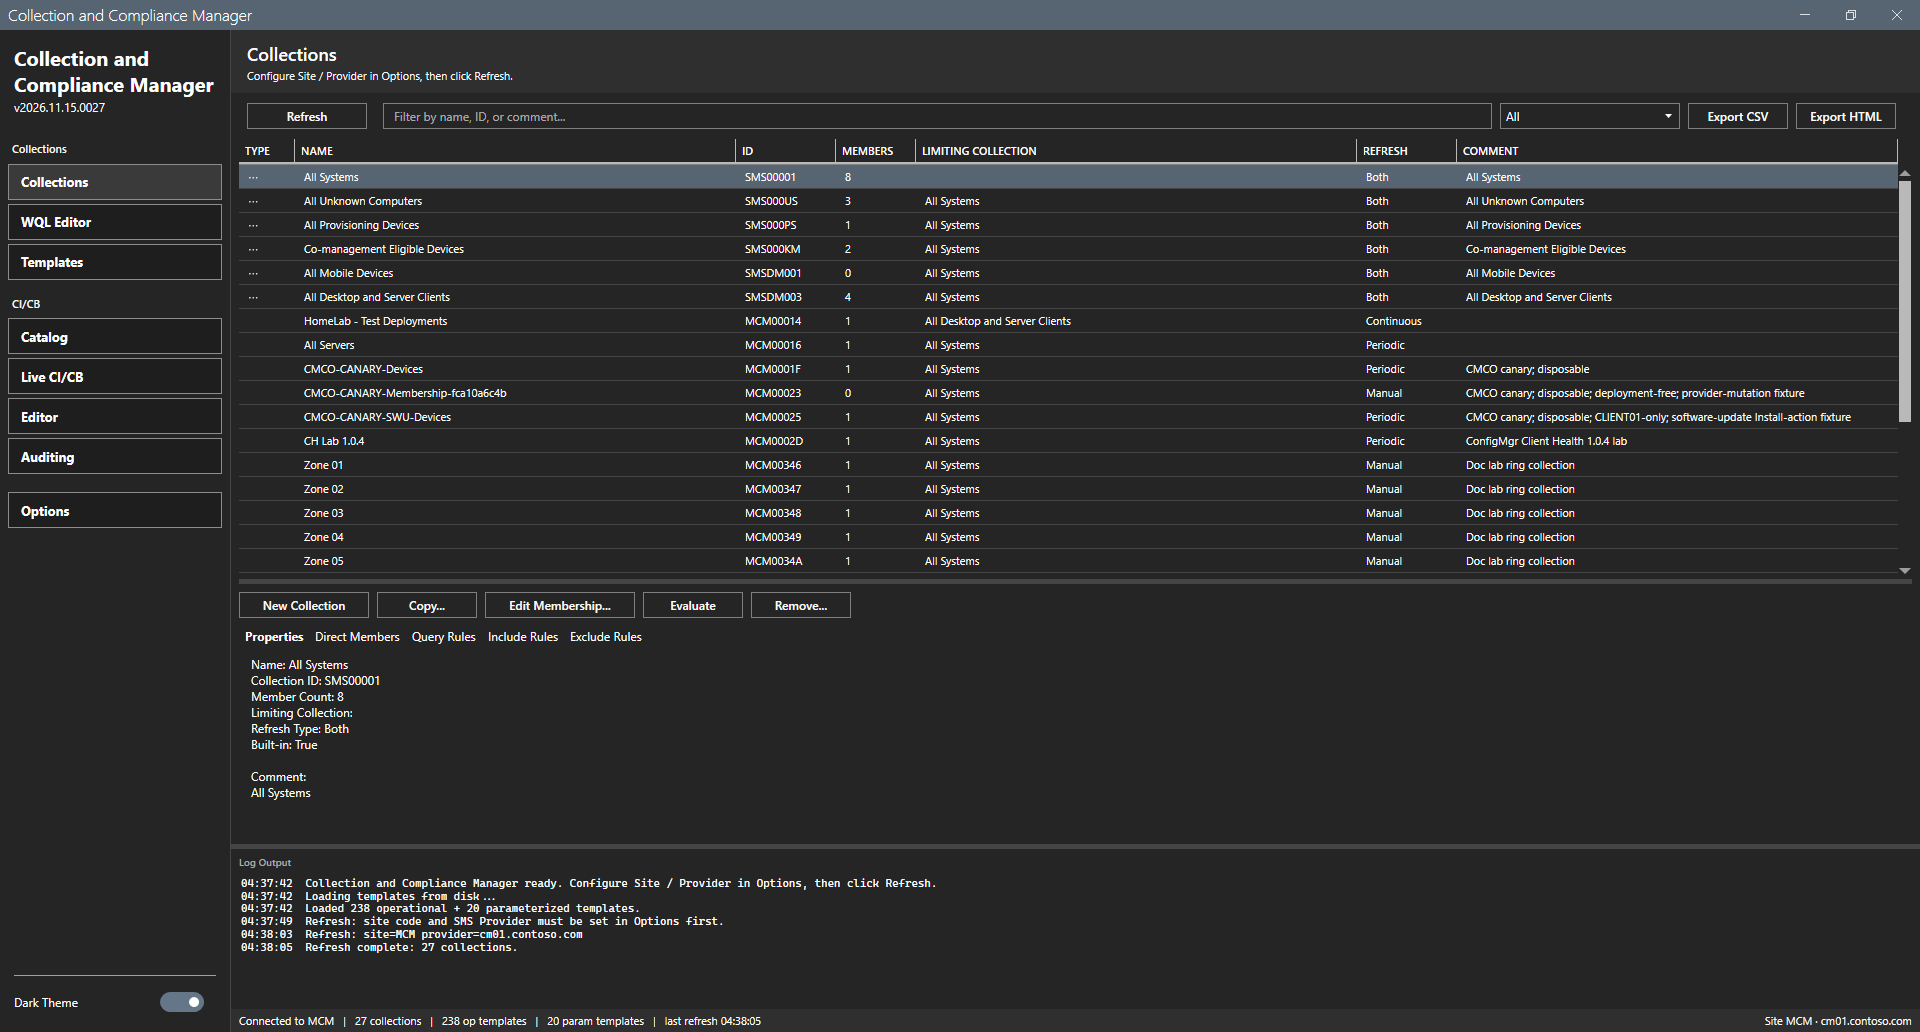 Collection and Compliance Manager
Collection and
Compliance Manager
v2026.11.15.0027
Collections
Collections
WQL Editor
Templates
CI/CB
Catalog
Live CI/CB
Editor
Auditing
Options
Dark Theme
Collections
Configure Site / Provider in Options, then click Refresh.
Refresh
Filter by name, ID, or comment...
All
Export CSV
Export HTML
TYPE NAME ID MEMBERS LIMITING COLLECTION REFRESH COMMENT
... All Systems SMS00001 8 Both All Systems
... All Unknown Computers SMS000US 3 All Systems Both All Unknown Computers
... All Provisioning Devices SMS000PS 1 All Systems Both All Provisioning Devices
... Co-management Eligible Devices SMS000KM 2 All Systems Both Co-management Eligible Devices
... All Mobile Devices SMSDM001 0 All Systems Both All Mobile Devices
... All Desktop and Server Clients SMSDM003 4 All Systems Both All Desktop and Server Clients
HomeLab - Test Deployments MCM00014 1 All Desktop and Server Clients Continuous
All Servers MCM00016 1 All Systems Periodic
CMCO-CANARY-Devices MCM0001F 1 All Systems Periodic CMCO canary; disposable
CMCO-CANARY-Membership-fca10a6c4b MCM00023 0 All Systems Manual CMCO canary; disposable; deployment-free; provider-mutation fixture
CMCO-CANARY-SWU-Devices MCM00025 1 All Systems Periodic CMCO canary; disposable; CLIENT01-only; software-update Install-action fixture
CH Lab 1.0.4 MCM0002D 1 All Systems Periodic ConfigMgr Client Health 1.0.4 lab
Zone 01 MCM00346 1 All Systems Manual Doc lab ring collection
Zone 02 MCM00347 1 All Systems Manual Doc lab ring collection
Zone 03 MCM00348 1 All Systems Manual Doc lab ring collection
Zone 04 MCM00349 1 All Systems Manual Doc lab ring collection
Zone 05 MCM0034A 1 All Systems Manual Doc lab ring collection
New Collection Copy... Edit Membership... Evaluate Remove...
Properties Direct Members Query Rules Include Rules Exclude Rules
Name: All Systems
Collection ID: SMS00001
Member Count: 8
Limiting Collection:
Refresh Type: Both
Built-in: True
Comment:
All Systems
Log Output
04:37:42 Collection and Compliance Manager ready. Configure Site / Provider in Options, then click Refresh.
04:37:42 Loading templates from disk...
04:37:42 Loaded 238 operational + 20 parameterized templates.
04:37:49 Refresh: site code and SMS Provider must be set in Options first.
04:38:03 Refresh: site=MCM provider=cm01.contoso.com
04:38:05 Refresh complete: 27 collections.
Connected to MCM | 27 collections | 238 op templates | 20 param templates | last refresh 04:38:05
Site MCM · cm01.contoso.com